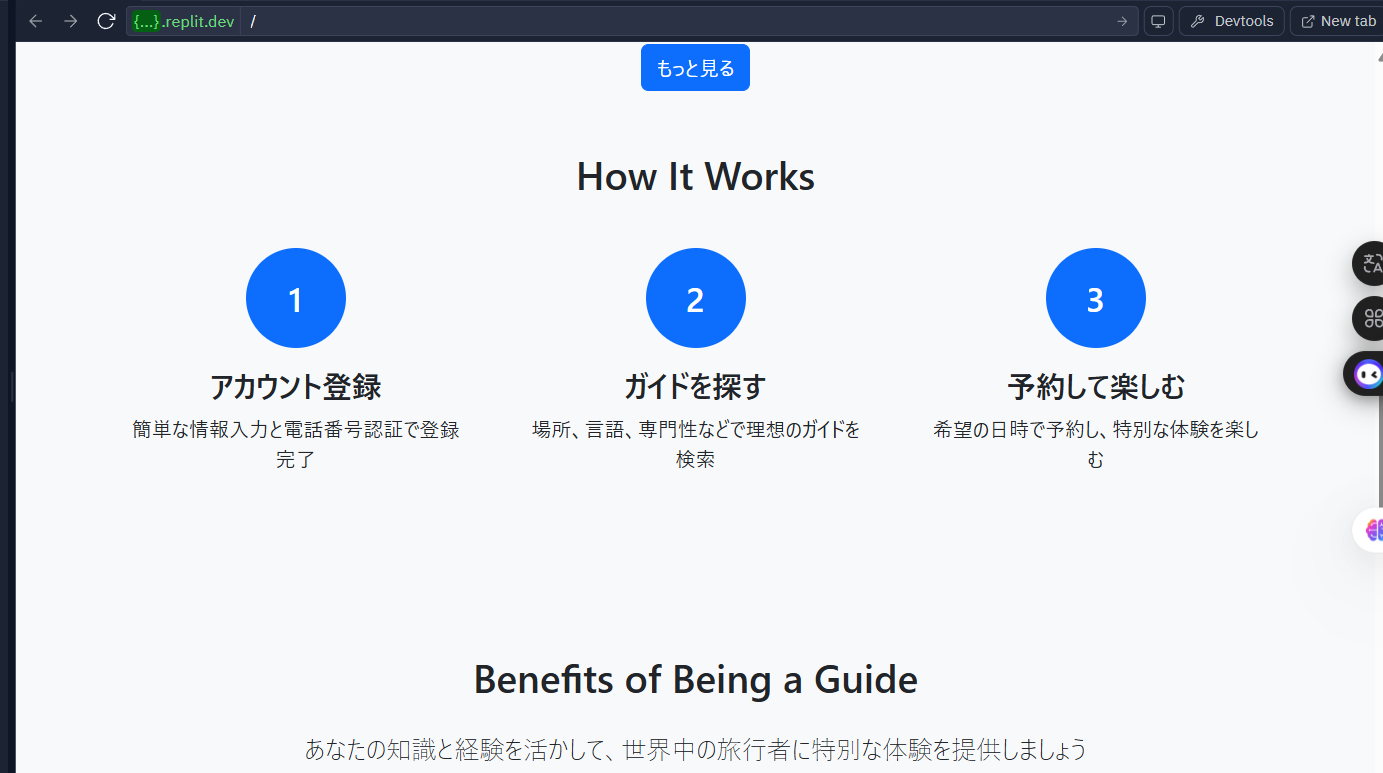 {...}.replit.dev /
Devtools
New tab
もっと見る
How It Works
1
2
3
アカウント登録
ガイドを探す
予約して楽しむ
簡単な情報入力と電話番号認証で登録
完了
場所、言語、専門性などで理想のガイドを
検索
希望の日時で予約し、特別な体験を楽し
む
Benefits of Being a Guide
あなたの知識と経験を活かして、世界中の旅行者に特別な体験を提供しましょう